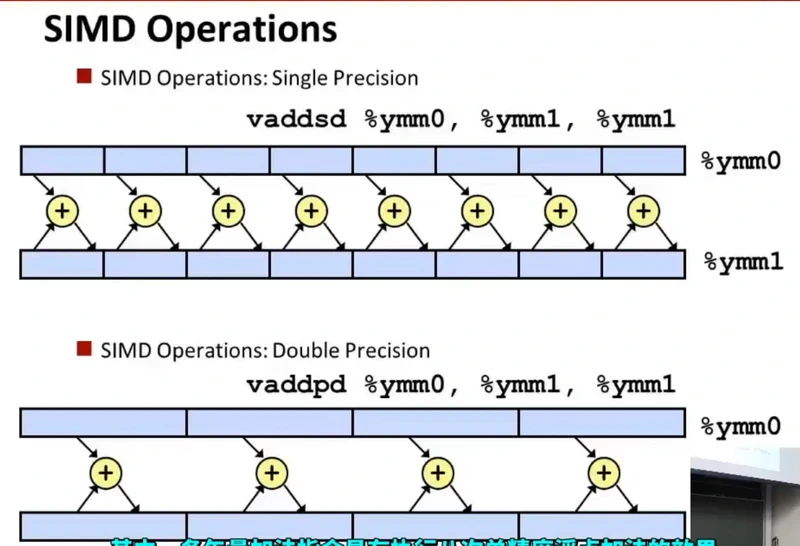 SIMD Operations
SIMD Operations: Single Precision
vaddsd %ymm0, %ymm1, %ymm1
%ymm0
+ + + + + + + +
%ymm1
SIMD Operations: Double Precision
vaddpd %ymm0, %ymm1, %ymm1
%ymm0
+ + + +